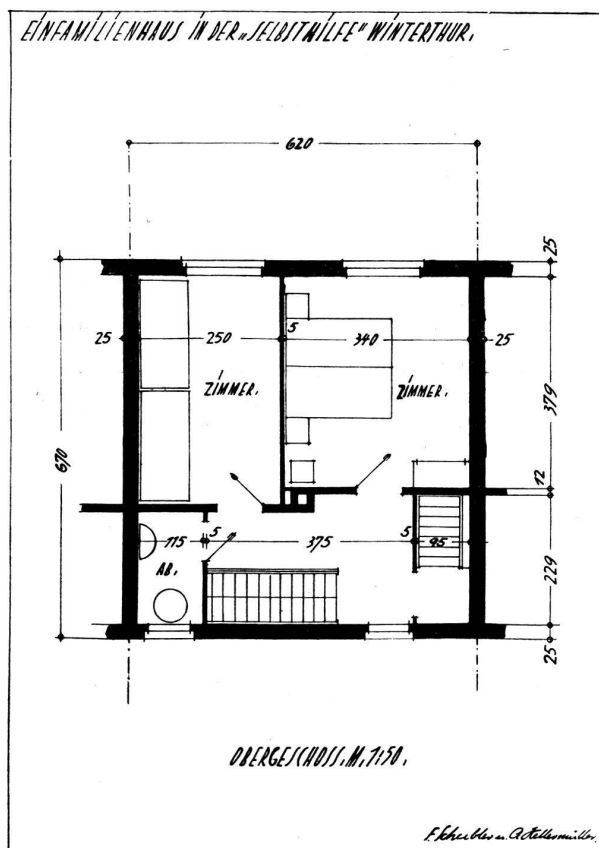 EINFAMILIENHAUS IN DER „SELBSTHILFE" WINTERTHUR.
620
25
25
250
5
340
25
ZIMMER.
ZIMMER.
379
670
12
115
5
375
5
95
AB.
229
25
OBERGESCHOSS. M. 1:50.
F. Scheibler u.